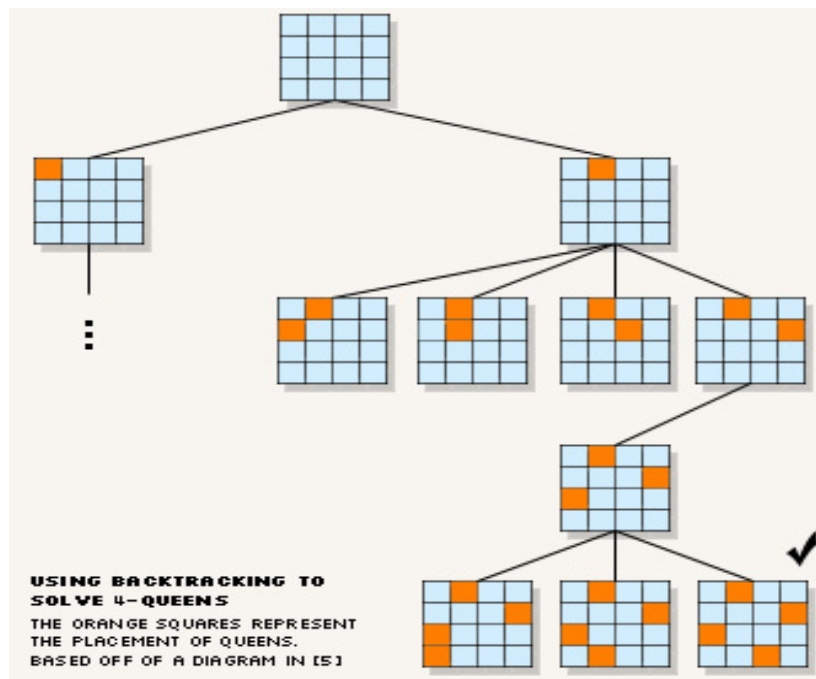 USING BACKTRACKING TO
SOLVE 4-QUEENS
THE ORANGE SQUARES REPRESENT
THE PLACEMENT OF QUEENS.
BASED OFF OF A DIAGRAM IN [5]